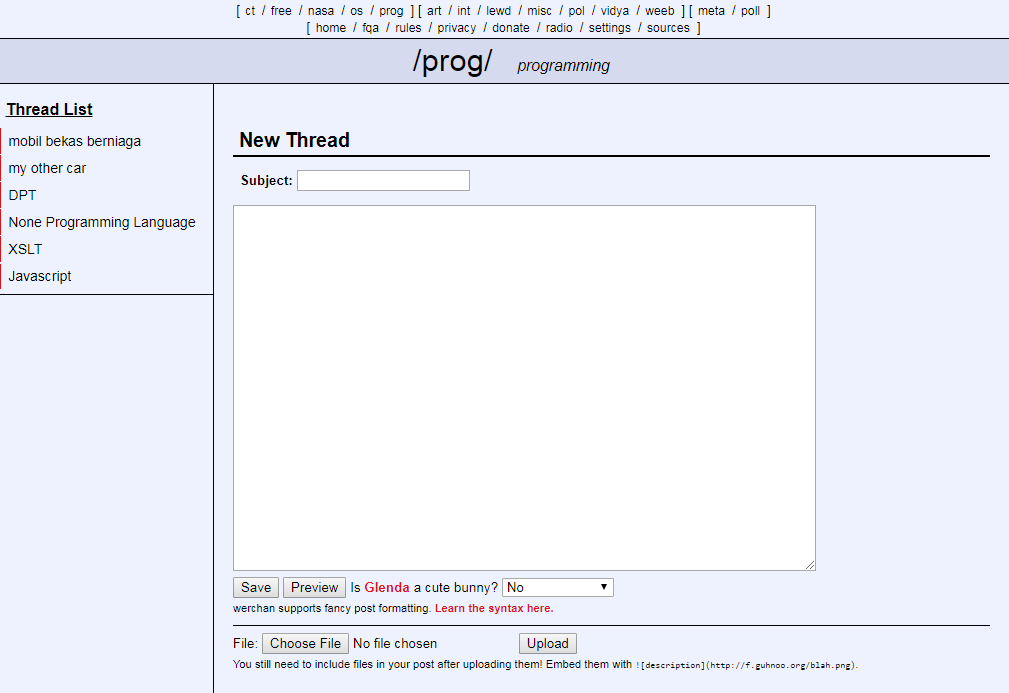 [ ct / free / nasa / os / prog ] [ art / int / lewd / misc / pol / vidya / weeb ] [ meta / poll ]
[ home / fqa / rules / privacy / donate / radio / settings / sources ]
/prog/ programming
Thread List
mobil bekas berniaga
my other car
DPT
None Programming Language
XSLT
Javascript
New Thread
Subject:
Save Preview Is Glenda a cute bunny? No
werchan supports fancy post formatting. Learn the syntax here.
File: Choose File No file chosen Upload
You still need to include files in your post after uploading them! Embed them with ![description](http://f.guhnoo.org/blah.png).